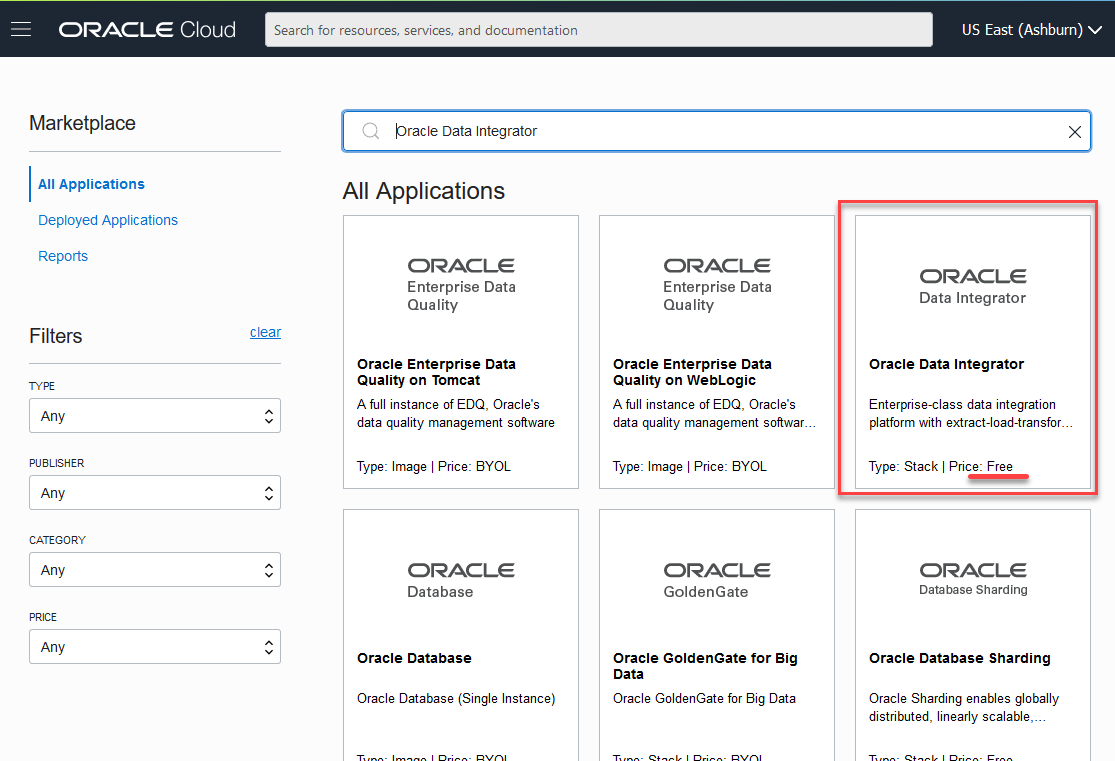 ORACLE Cloud
Search for resources, services, and documentation
US East (Ashburn)
Marketplace
All Applications
Deployed Applications
Reports
Filters
clear
TYPE
Any
PUBLISHER
Any
CATEGORY
Any
PRICE
Any
Oracle Data Integrator
All Applications
ORACLE
Enterprise Data
Quality
Oracle Enterprise Data
Quality on Tomcat
A full instance of EDQ, Oracle's
data quality management software
Type: Image | Price: BYOL
ORACLE
Enterprise Data
Quality
Oracle Enterprise Data
Quality on WebLogic
A full instance of EDQ, Oracle's
data quality management softwar...
Type: Image | Price: BYOL
ORACLE
Data Integrator
Oracle Data Integrator
Enterprise-class data integration
platform with extract-load-transfor...
Type: Stack | Price: Free
ORACLE
Database
Oracle Database
Oracle Database (Single Instance)
Type: Image | Price: BYOL
ORACLE
GoldenGate
Oracle GoldenGate for Big
Data
Oracle GoldenGate for Big Data
Type: Stack | Price: BYOL
ORACLE
Database Sharding
Oracle Database Sharding
Oracle Sharding enables globally
distributed, linearly scalable,...
Type: Stack | Price: Free